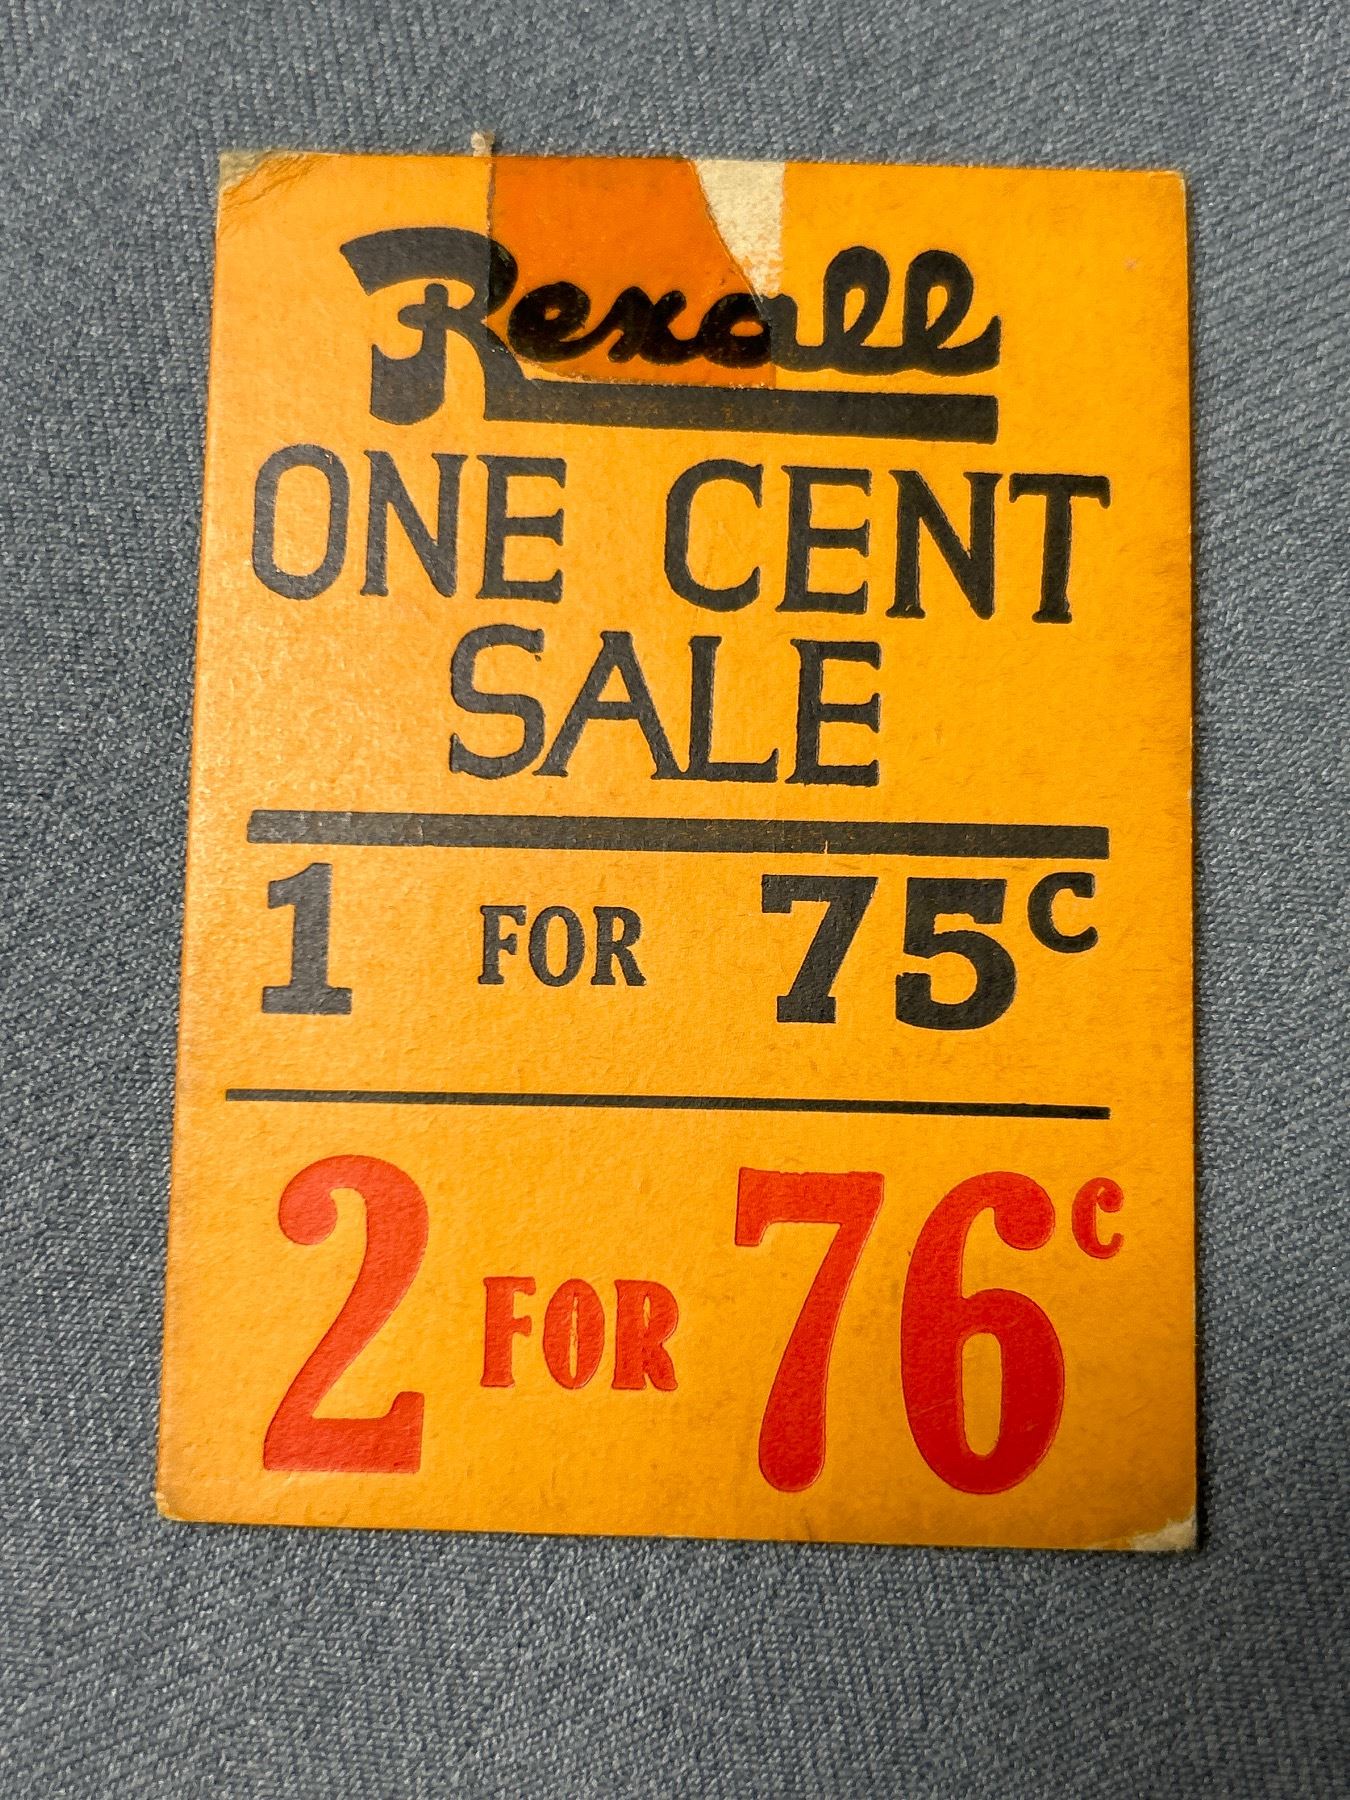 Rexall
ONE CENT
SALE
1 FOR 75c
2 FOR 76c